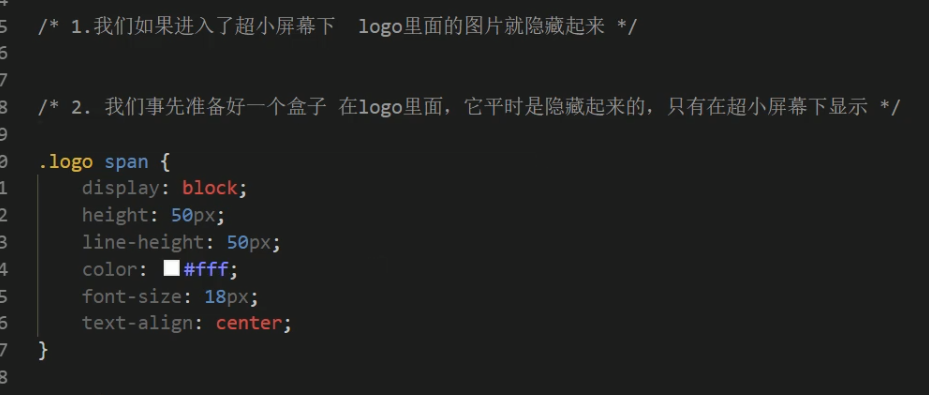 5 /* 1.我们如果进入了超小屏幕下  logo里面的图片就隐藏起来 */
6
7
8 /* 2. 我们事先准备好一个盒子 在logo里面，它平时是隐藏起来的，只有在超小屏幕下显示 */
9
0 .logo span {
1     display: block;
2     height: 50px;
3     line-height: 50px;
4     color: #fff;
5     font-size: 18px;
6     text-align: center;
7 }
8